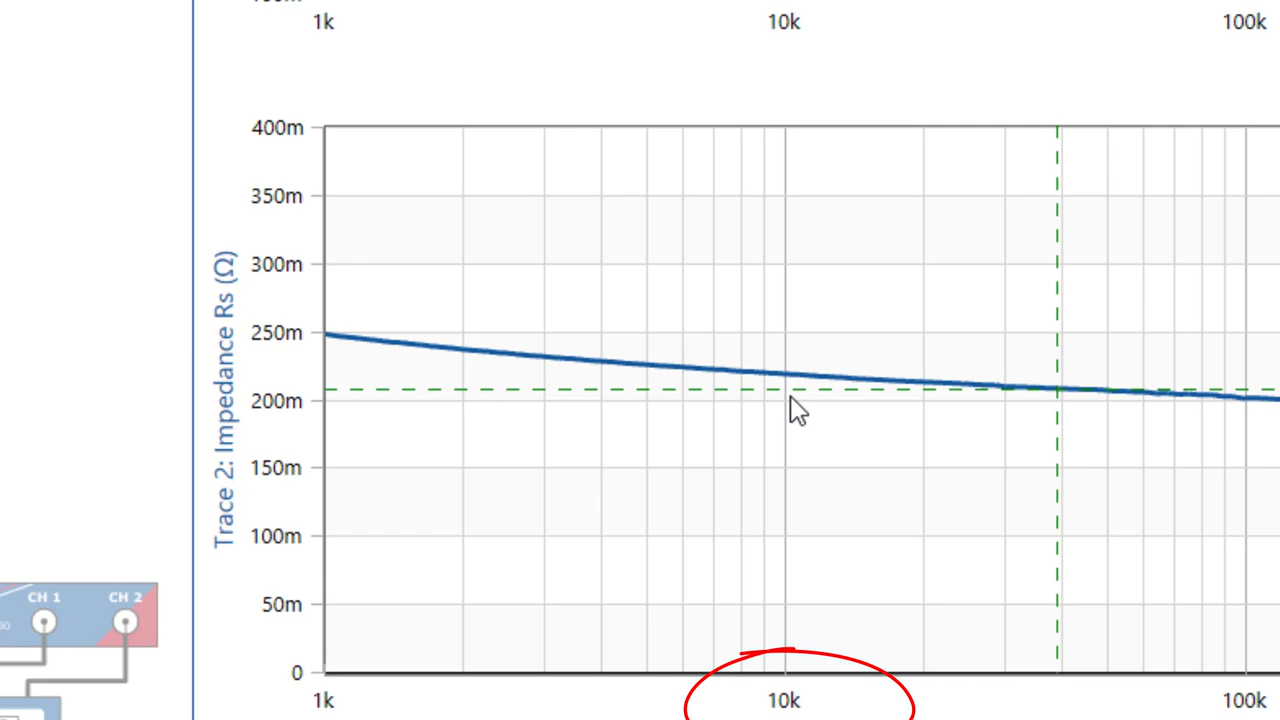 1k 10k 100k
400m
350m
300m
250m
200m
150m
100m
50m
0
Trace 2: Impedance Rs (Ω)
1k 10k 100k
CH 1 CH 2